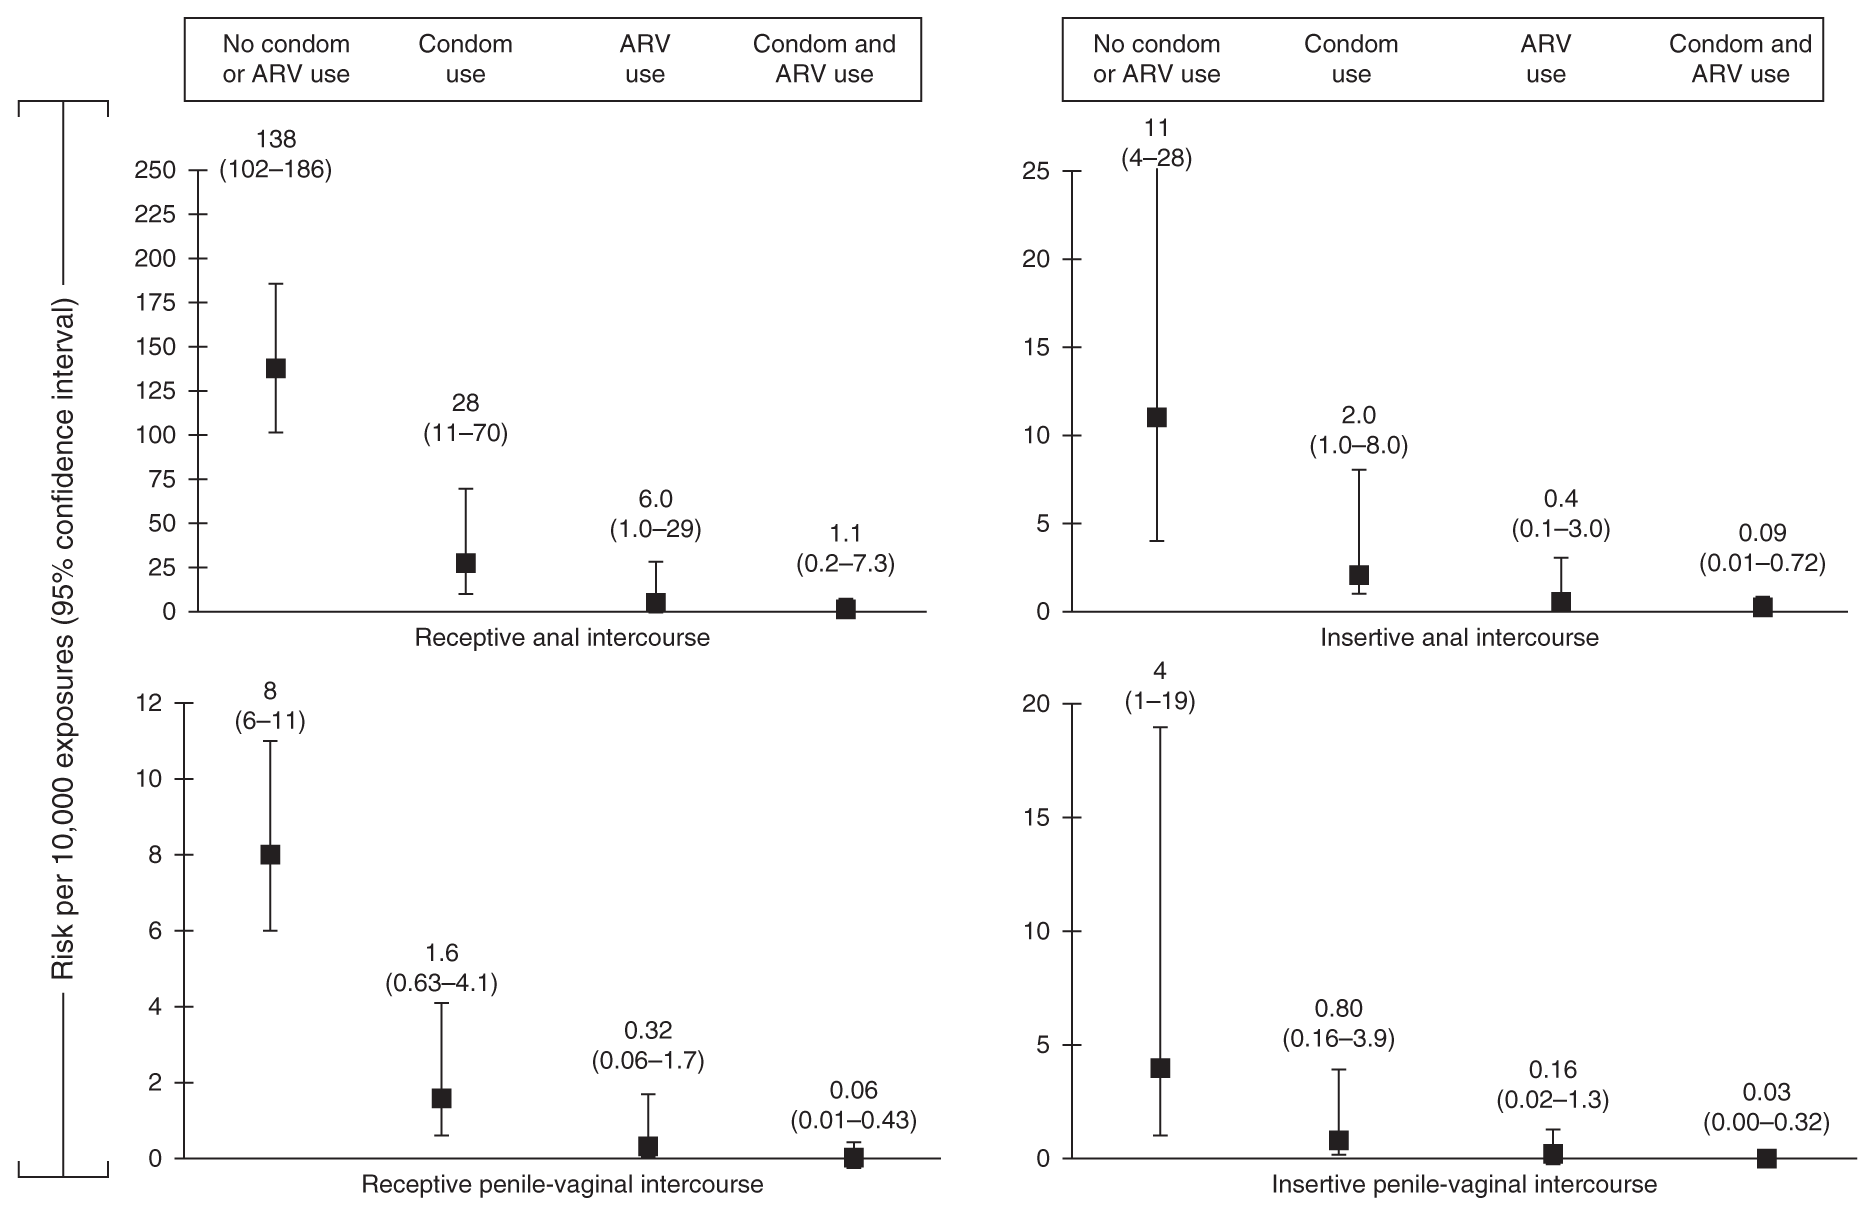 No condom
or ARV use
Condom
use
ARV
use
Condom and
ARV use
No condom
or ARV use
Condom
use
ARV
use
Condom and
ARV use
Risk per 10,000 exposures (95% confidence interval)
138
(102–186)
28
(11–70)
6.0
(1.0–29)
1.1
(0.2–7.3)
250
225
200
175
150
125
100
75
50
25
0
Receptive anal intercourse
11
(4–28)
2.0
(1.0–8.0)
0.4
(0.1–3.0)
0.09
(0.01–0.72)
25
20
15
10
5
0
Insertive anal intercourse
8
(6–11)
1.6
(0.63–4.1)
0.32
(0.06–1.7)
0.06
(0.01–0.43)
12
10
8
6
4
2
0
Receptive penile-vaginal intercourse
4
(1–19)
0.80
(0.16–3.9)
0.16
(0.02–1.3)
0.03
(0.00–0.32)
20
15
10
5
0
Insertive penile-vaginal intercourse